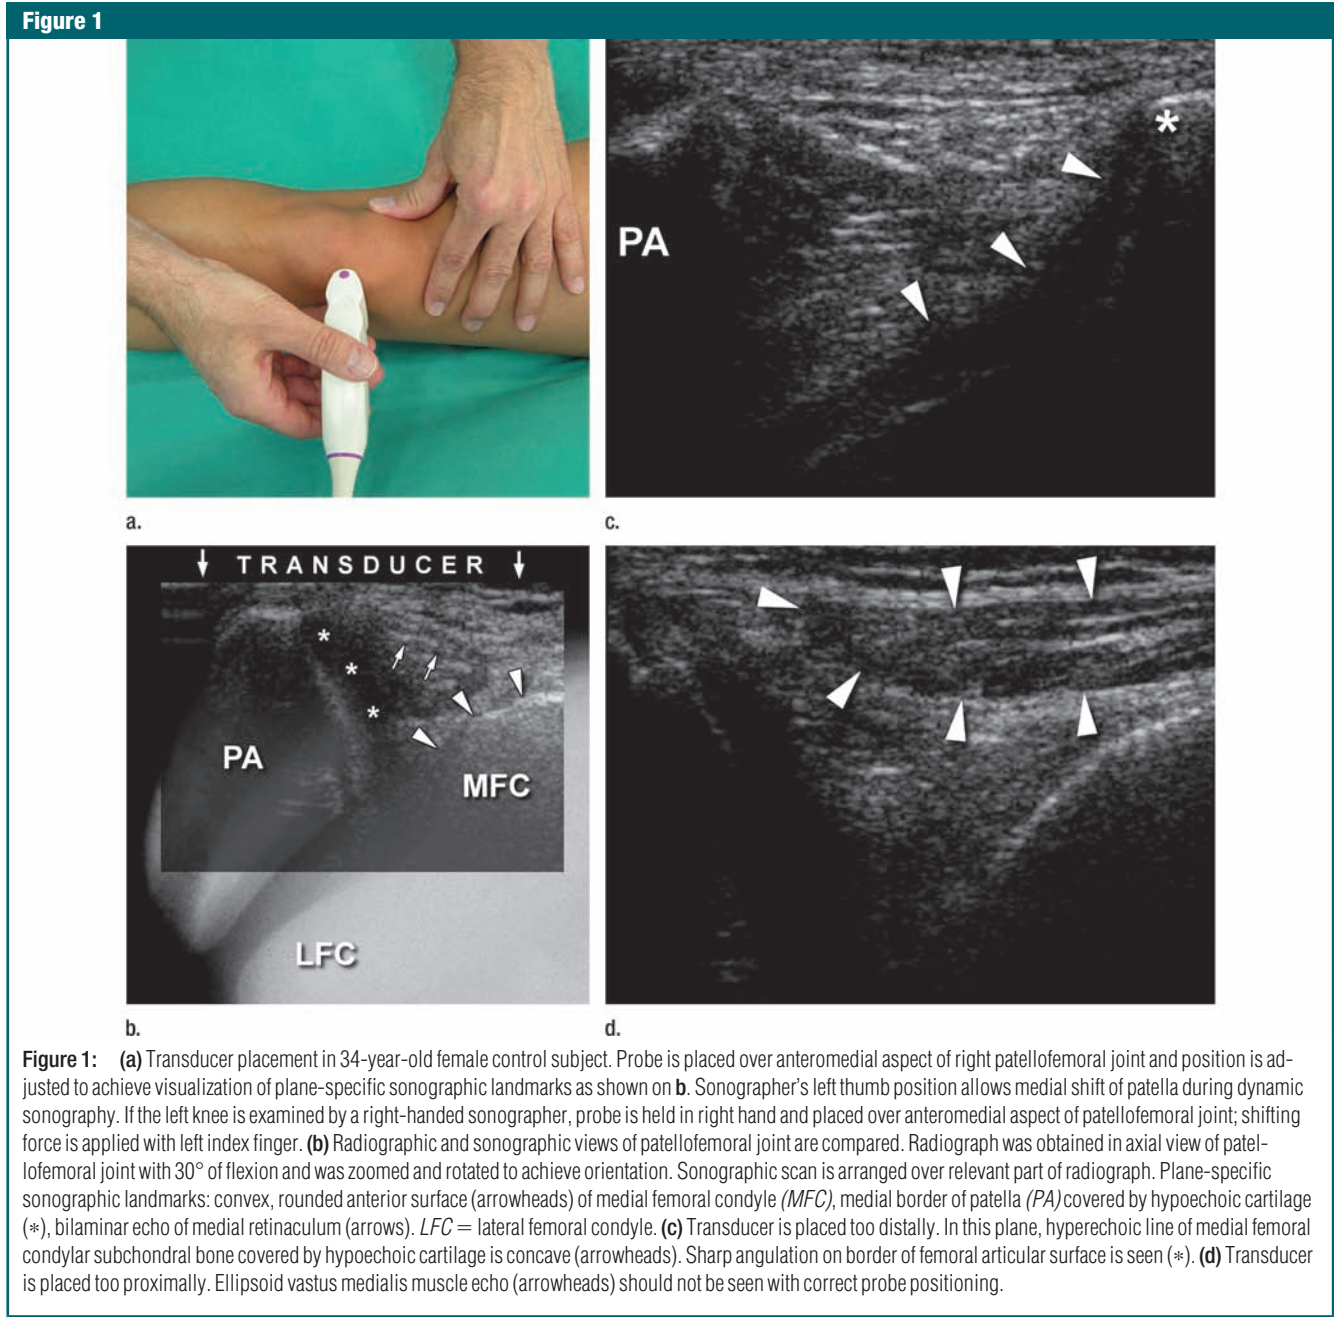 Figure 1
PA
*
a.
c.
TRANSDUCER
*
*
*
PA
MFC
LFC
b.
d.
Figure 1: (a) Transducer placement in 34-year-old female control subject. Probe is placed over anteromedial aspect of right patellofemoral joint and position is ad-
justed to achieve visualization of plane-specific sonographic landmarks as shown on b. Sonographer's left thumb position allows medial shift of patella during dynamic
sonography. If the left knee is examined by a right-handed sonographer, probe is held in right hand and placed over anteromedial aspect of patellofemoral joint; shifting
force is applied with left index finger. (b) Radiographic and sonographic views of patellofemoral joint are compared. Radiograph was obtained in axial view of patel-
lofemoral joint with 30° of flexion and was zoomed and rotated to achieve orientation. Sonographic scan is arranged over relevant part of radiograph. Plane-specific
sonographic landmarks: convex, rounded anterior surface (arrowheads) of medial femoral condyle (MFC), medial border of patella (PA) covered by hypoechoic cartilage
(*), bilaminar echo of medial retinaculum (arrows). LFC = lateral femoral condyle. (c) Transducer is placed too distally. In this plane, hyperechoic line of medial femoral
condylar subchondral bone covered by hypoechoic cartilage is concave (arrowheads). Sharp angulation on border of femoral articular surface is seen (*). (d) Transducer
is placed too proximally. Ellipsoid vastus medialis muscle echo (arrowheads) should not be seen with correct probe positioning.